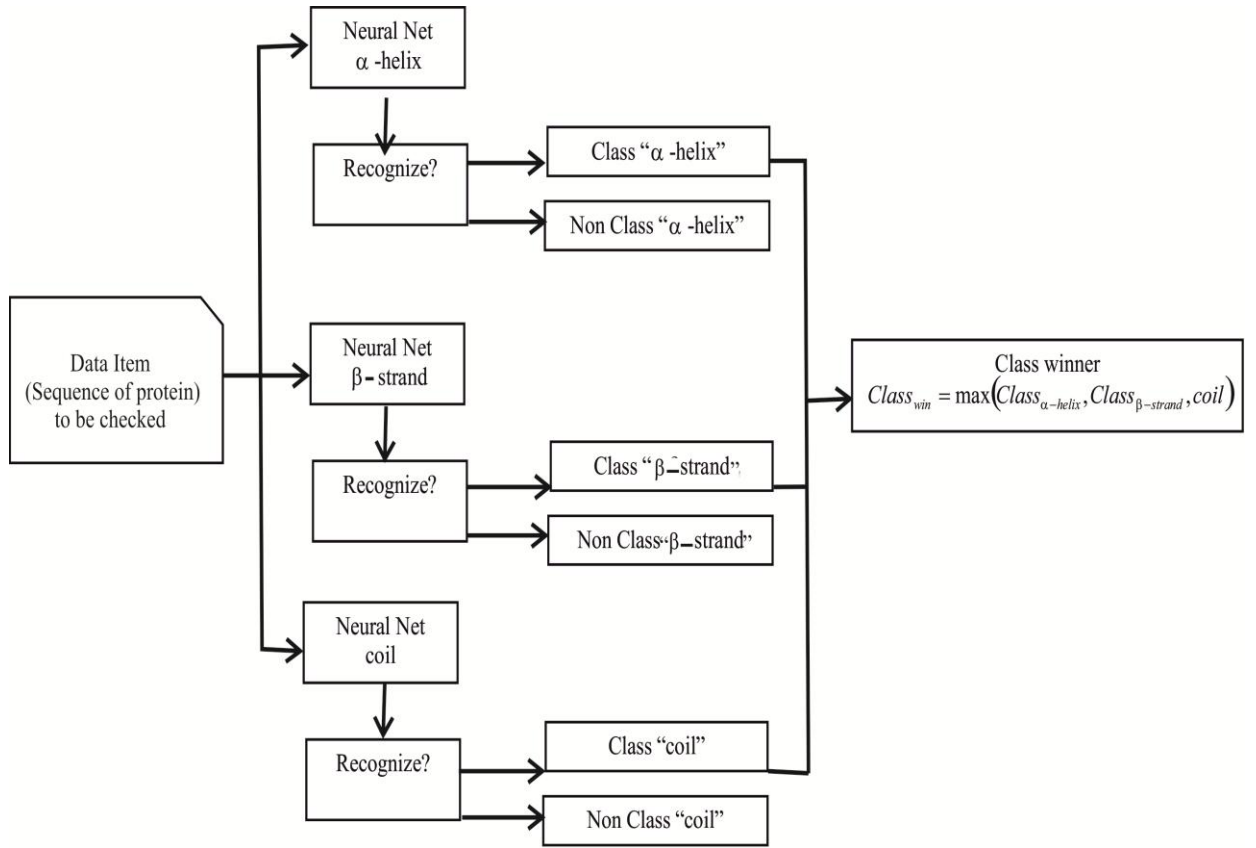 Neural Net
α -helix
Recognize?
Class “α -helix”
Non Class “α -helix”
Data Item
(Sequence of protein)
to be checked
Neural Net
β– strand
Recognize?
Class “β–strand”
Non Class“β–strand”
Class winner
Class_win = max(Class_α−helix, Class_β−strand, coil)
Neural Net
coil
Recognize?
Class “coil”
Non Class “coil”